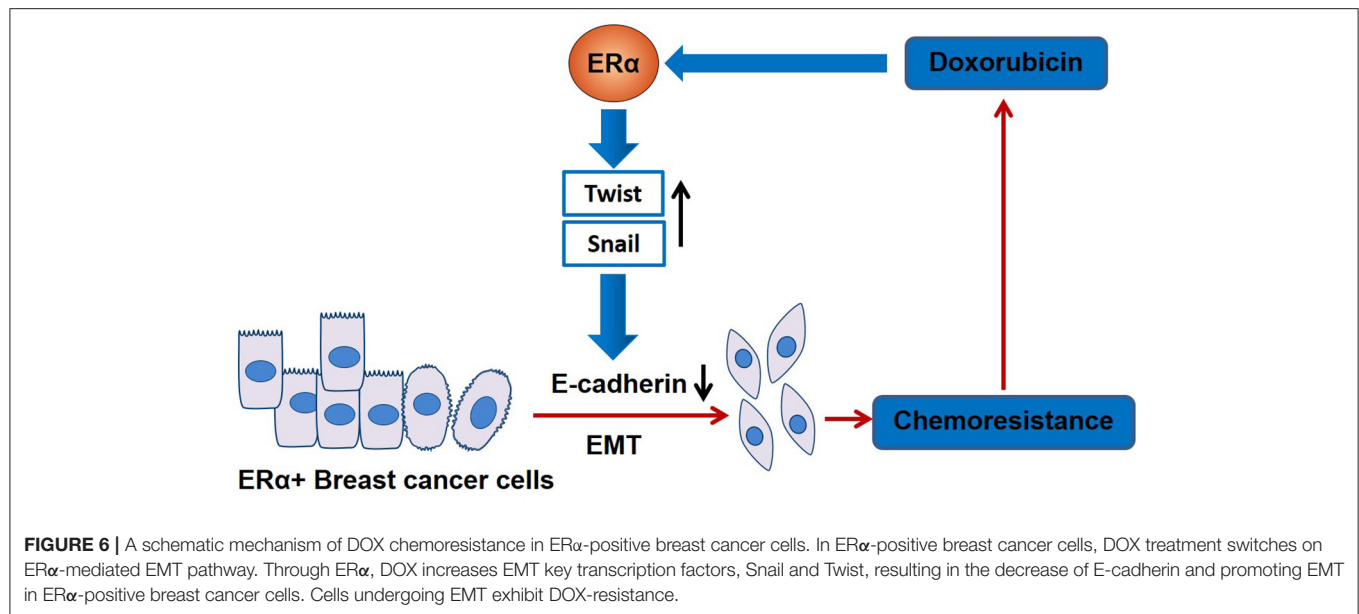 ERα
Doxorubicin
Twist
Snail
E-cadherin
EMT
Chemoresistance
ERα+ Breast cancer cells
FIGURE 6 | A schematic mechanism of DOX chemoresistance in ERα-positive breast cancer cells. In ERα-positive breast cancer cells, DOX treatment switches on
ERα-mediated EMT pathway. Through ERα, DOX increases EMT key transcription factors, Snail and Twist, resulting in the decrease of E-cadherin and promoting EMT
in ERα-positive breast cancer cells. Cells undergoing EMT exhibit DOX-resistance.